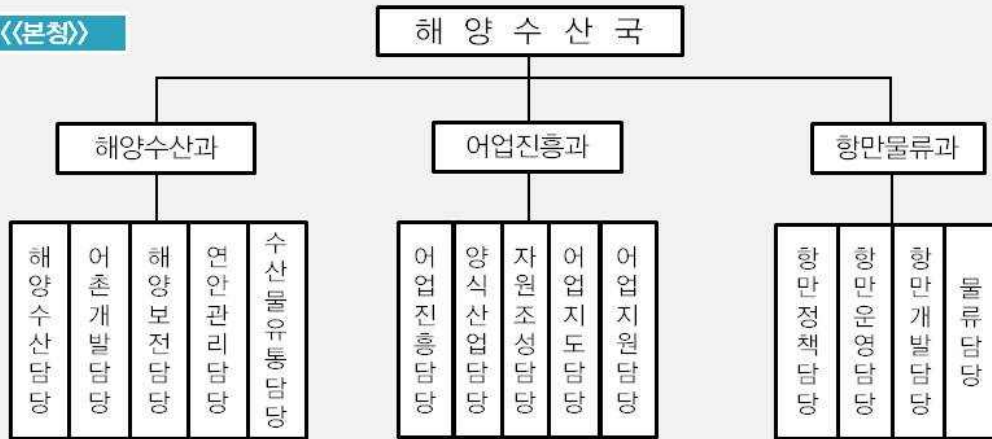 《본청》
해 양 수 산 국
해양수산과
어업진흥과
항만물류과
해양수산담당
어촌개발담당
해양보전담당
연안관리담당
수산물유통담당
어업진흥담당
양식산업담당
자원조성담당
어업지도담당
어업지원담당
항만정책담당
항만운영담당
항만개발담당
물류담당